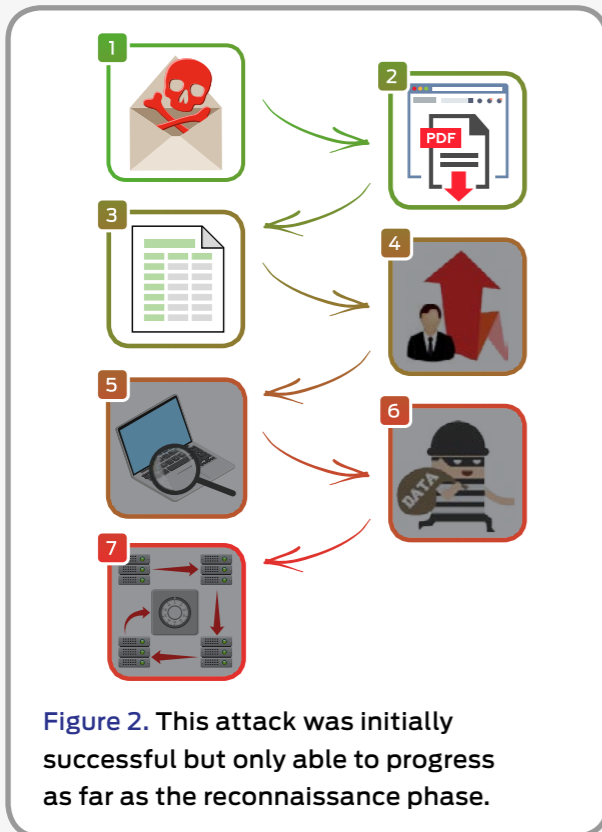 1
2
PDF
3
4
5
6
DATA
7
Figure 2. This attack was initially
successful but only able to progress
as far as the reconnaissance phase.